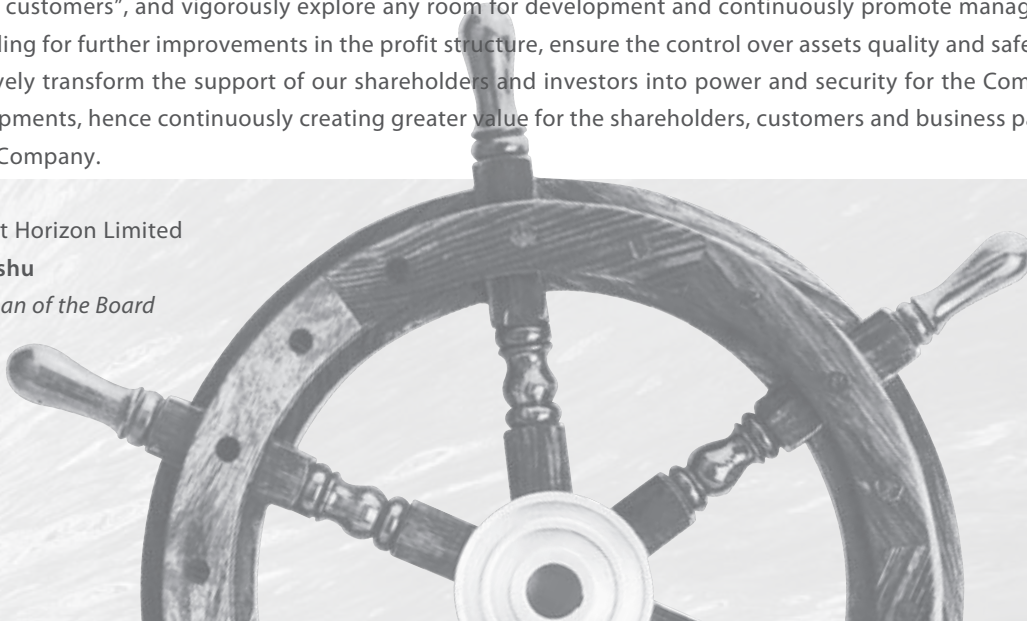 customers”, and vigorously explore any room for development and continuously promote manag
ling for further improvements in the profit structure, ensure the control over assets quality and safe
vely transform the support of our shareholders and investors into power and security for the Com
pments, hence continuously creating greater value for the shareholders, customers and business pa
Company.
t Horizon Limited
shu
an of the Board